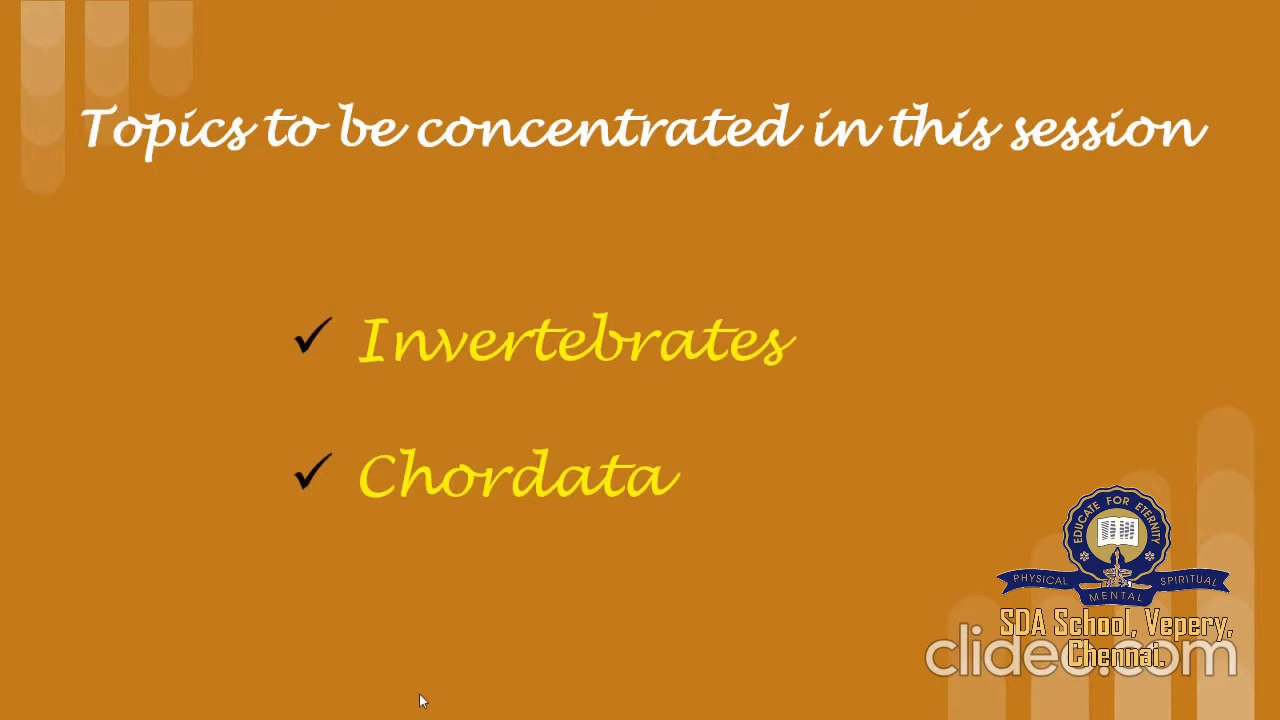 Topics to be concentrated in this session
✓ Invertebrates
✓ Chordata
EDUCATE FOR ETERNITY
PHYSICAL MENTAL SPIRITUAL
SDA School, Vepery,
Chennai.
clideo.com